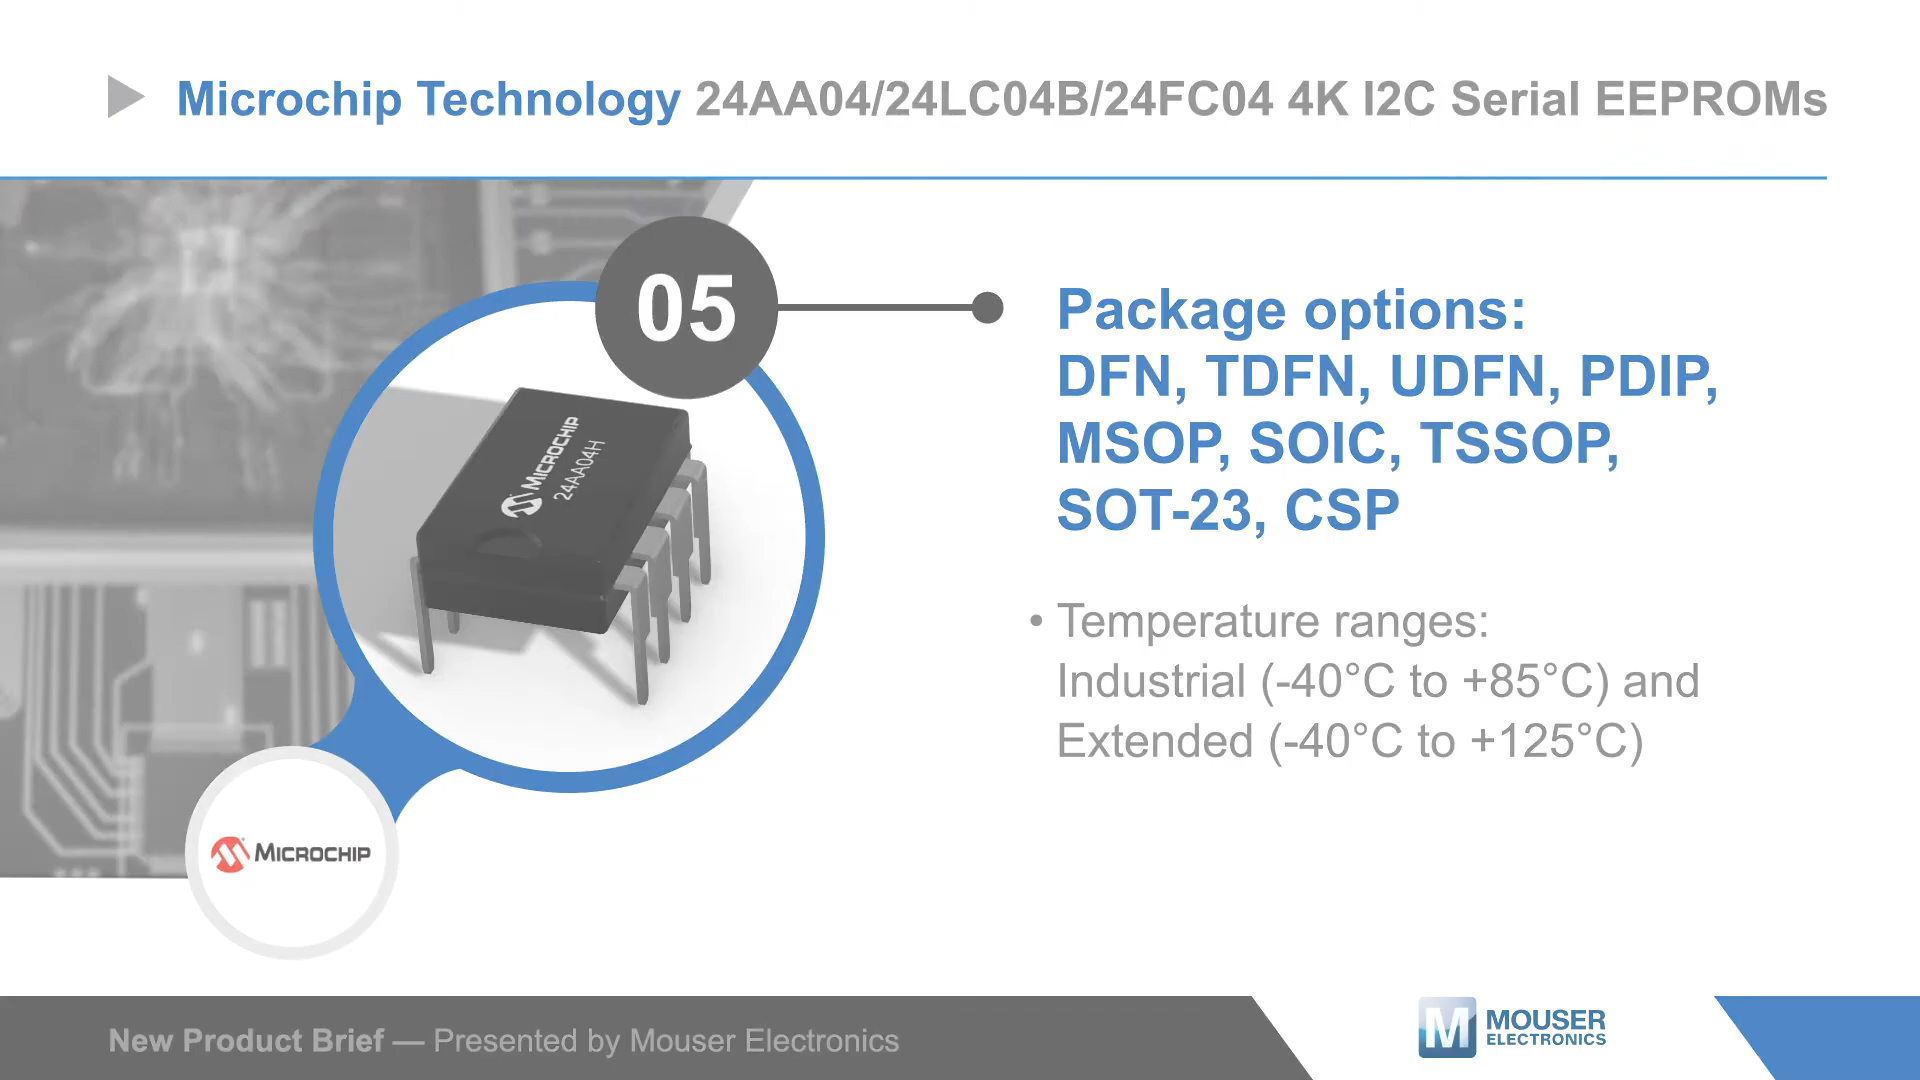 Microchip Technology 24AA04/24LC04B/24FC04 4K I2C Serial EEPROMs
05
Package options:
DFN, TDFN, UDFN, PDIP,
MSOP, SOIC, TSSOP,
SOT-23, CSP
• Temperature ranges:
Industrial (-40°C to +85°C) and
Extended (-40°C to +125°C)
MICROCHIP
24AA04H
MICROCHIP
New Product Brief — Presented by Mouser Electronics
M MOUSER
ELECTRONICS